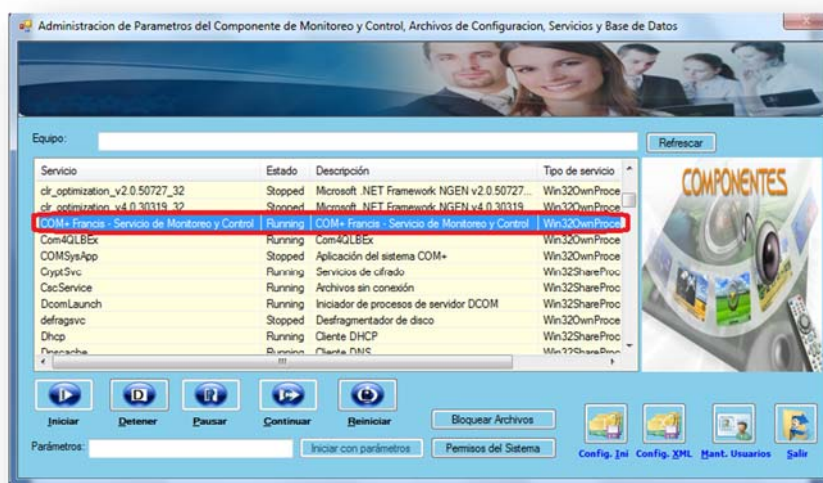 Administracion de Parametros del Componente de Monitoreo y Control, Archivos de Configuracion, Servicios y Base de Datos
Equipo:
Refrescar
Servicio Estado Descripción Tipo de servicio
clr_optimization_v2.0.50727_32 Stopped Microsoft .NET Framework NGEN v2.0.50727... Win32OwnProce
clr_optimization_v4.0.30319_32 Stopped Microsoft .NET Framework NGEN v4.0.30319 Win32OwnProce
COM+ Francis - Servicio de Monitoreo y Control Running COM+ Francis - Servicio de Monitoreo y Control Win32OwnProce
Com4QLBEx Running Com4QLBEx Win32OwnProce
COMSysApp Stopped Aplicación del sistema COM+ Win32OwnProce
CryptSvc Running Servicios de cifrado Win32ShareProc
CscService Running Archivos sin conexión Win32ShareProc
DcomLaunch Running Iniciador de procesos de servidor DCOM Win32ShareProc
defragsvc Stopped Desfragmentador de disco Win32OwnProce
Dhcp Running Cliente DHCP Win32ShareProc
Dnscache Running Cliente DNS Win32ShareProc
COMPONENTES
Iniciar Detener Pausar Continuar Reiniciar
Bloquear Archivos
Parámetros:
Iniciar con parámetros
Permisos del Sistema
Config. Ini Config. XML Mant. Usuarios Salir